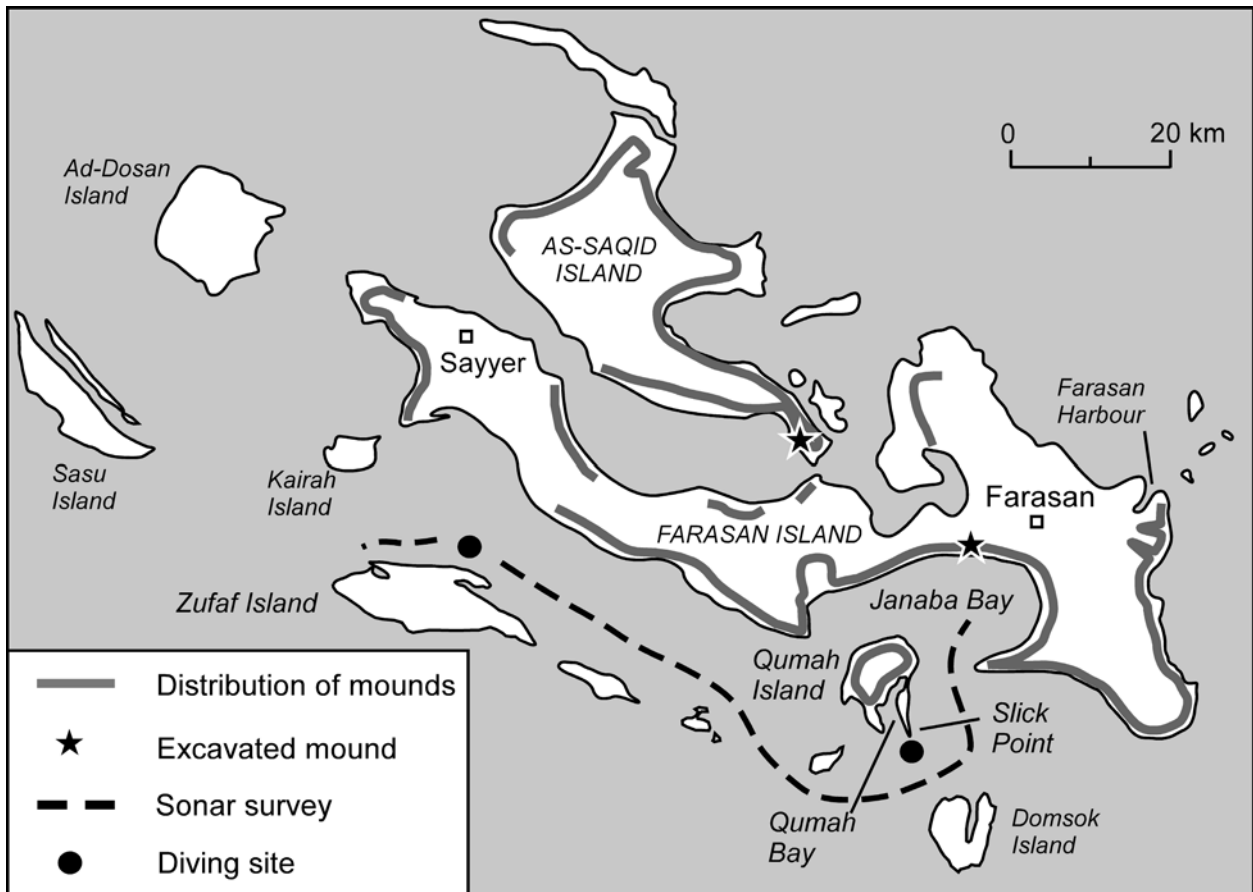 0 20 km
Ad-Dosan
Island
AS-SAQID
ISLAND
Sayyer
Farasan
Harbour
Sasu
Island
Kairah
Island
Farasan
FARASAN ISLAND
Zufaf Island
Janaba Bay
Qumah
Island
Slick
Point
Qumah
Bay
Domsok
Island
Distribution of mounds
Excavated mound
Sonar survey
Diving site